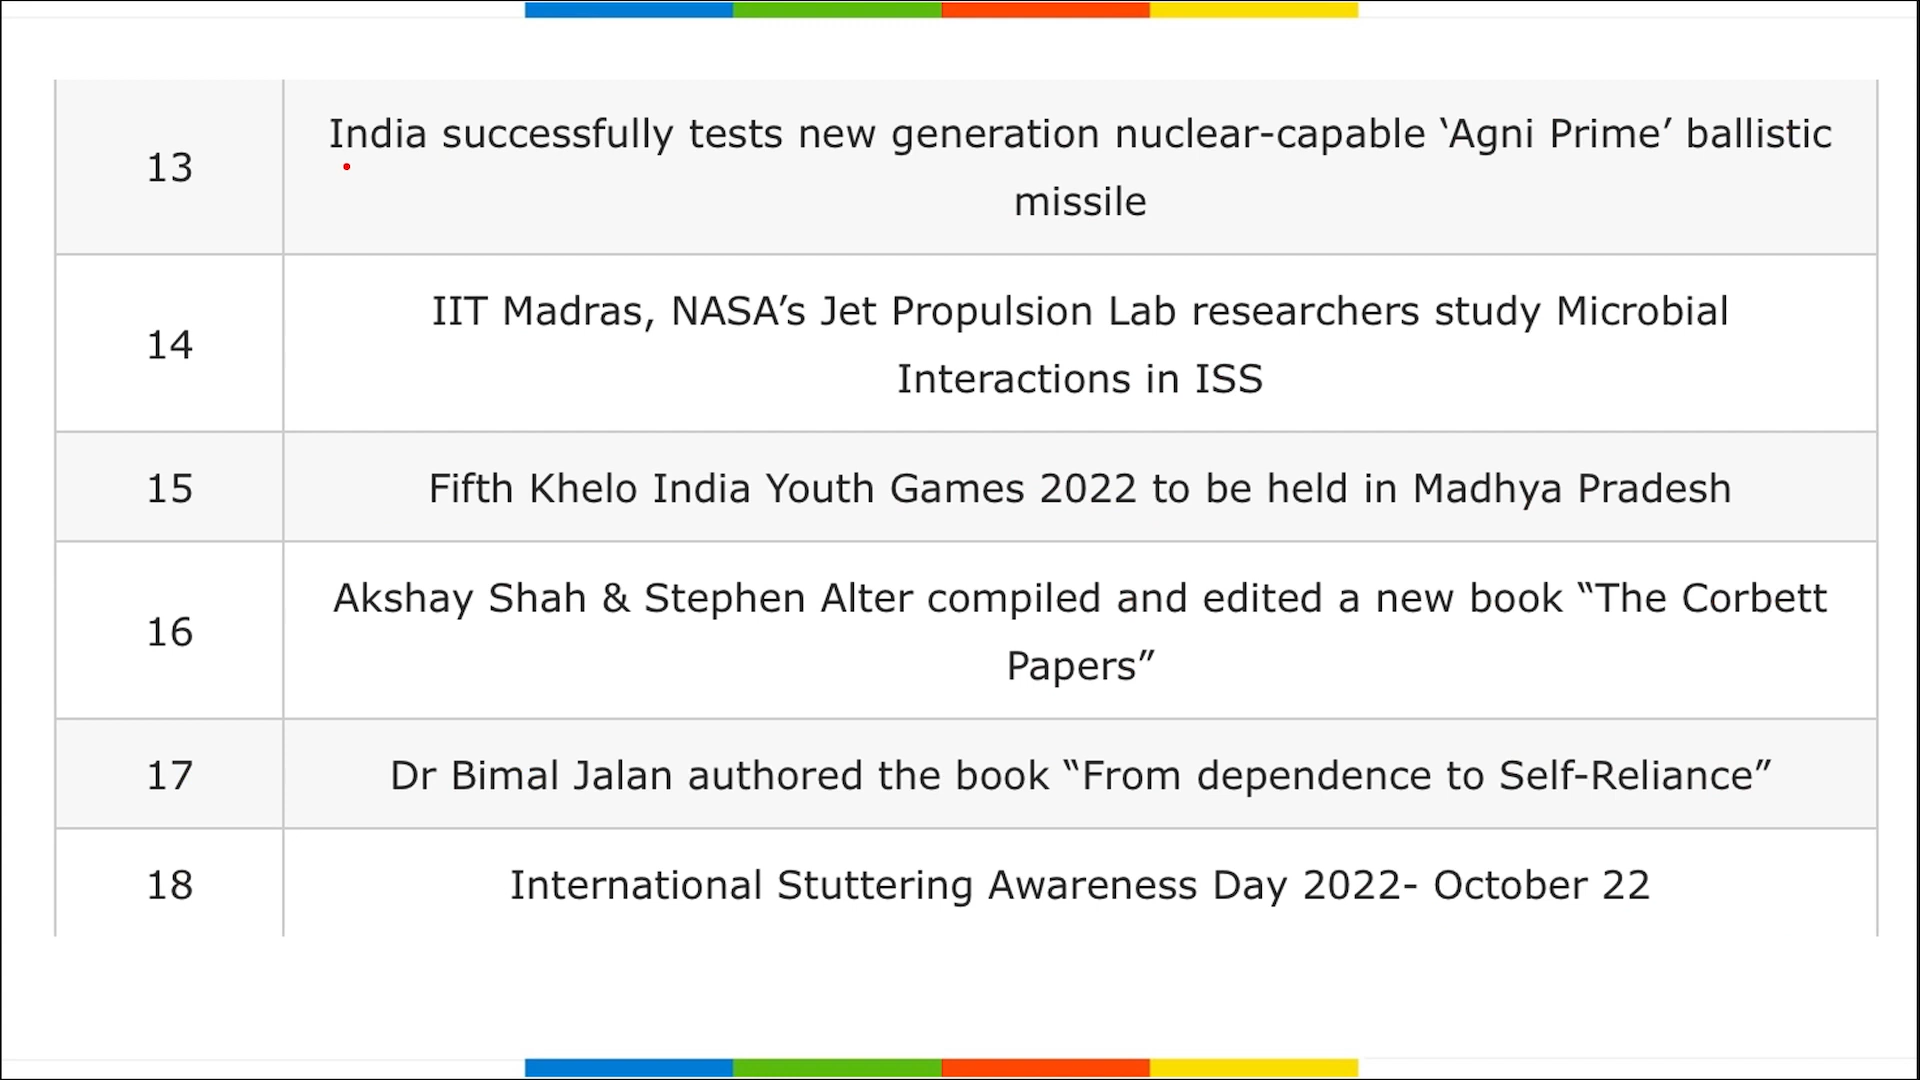 13
India successfully tests new generation nuclear-capable ‘Agni Prime’ ballistic
missile
14
IIT Madras, NASA’s Jet Propulsion Lab researchers study Microbial
Interactions in ISS
15
Fifth Khelo India Youth Games 2022 to be held in Madhya Pradesh
16
Akshay Shah & Stephen Alter compiled and edited a new book “The Corbett
Papers”
17
Dr Bimal Jalan authored the book “From dependence to Self-Reliance”
18
International Stuttering Awareness Day 2022- October 22